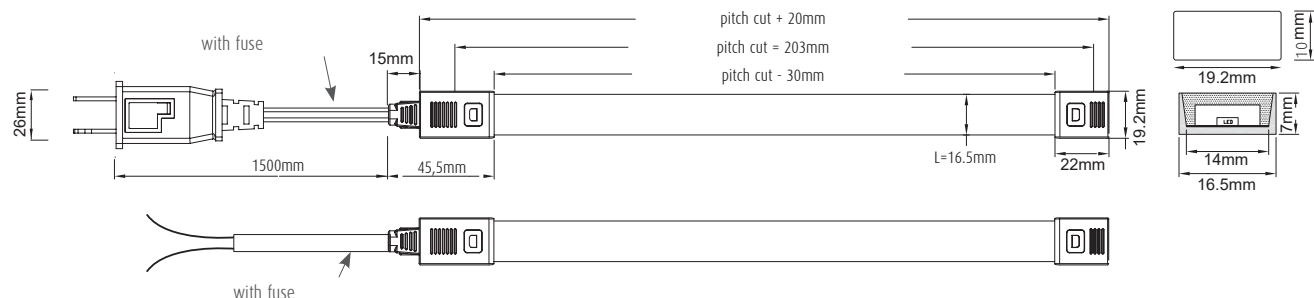 pitch cut + 20mm
with fuse
pitch cut = 203mm
15mm
pitch cut - 30mm
10mm
19.2mm
26mm
19.2mm
LED
7mm
1500mm
45,5mm
L=16.5mm
22mm
14mm
16.5mm
with fuse